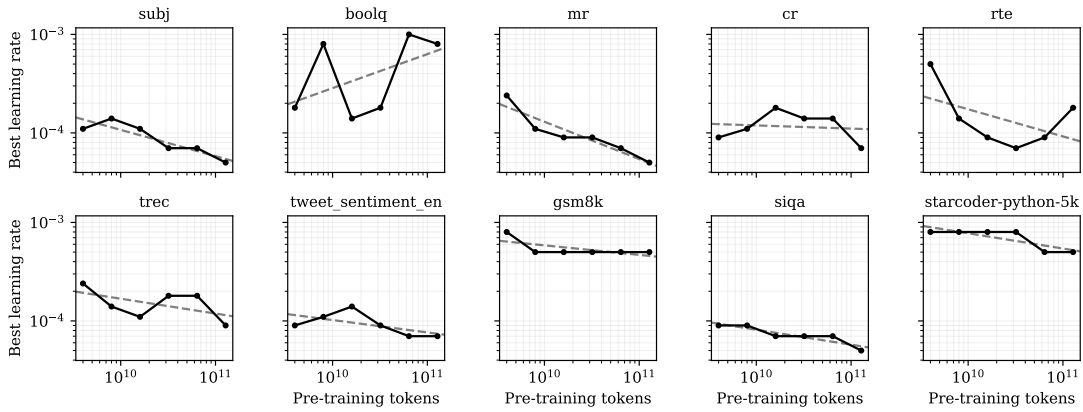 subj
boolq
mr
cr
rte
Best learning rate
10⁻³
10⁻⁴
trec
tweet_sentiment_en
gsm8k
siqa
starcoder-python-5k
Best learning rate
10⁻³
10⁻⁴
10¹⁰ 10¹¹
10¹⁰ 10¹¹
10¹⁰ 10¹¹
10¹⁰ 10¹¹
10¹⁰ 10¹¹
Pre-training tokens
Pre-training tokens
Pre-training tokens
Pre-training tokens